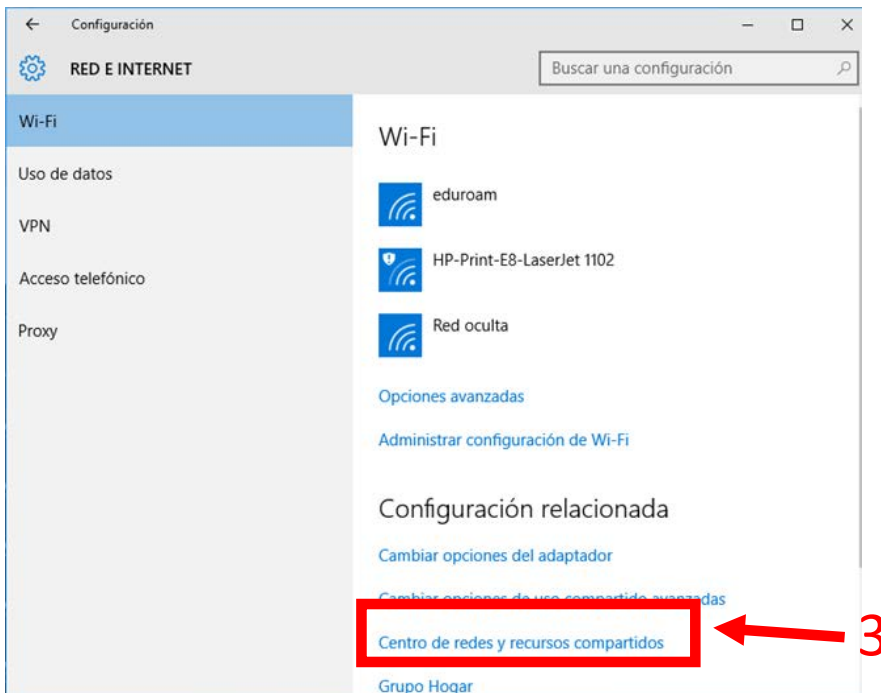 Configuración
RED E INTERNET
Buscar una configuración
Wi-Fi
Uso de datos
VPN
Acceso telefónico
Proxy
Wi-Fi
eduroam
HP-Print-E8-LaserJet 1102
Red oculta
Opciones avanzadas
Administrar configuración de Wi-Fi
Configuración relacionada
Cambiar opciones del adaptador
Cambiar opciones de uso compartido avanzadas
Centro de redes y recursos compartidos
3
Grupo Hogar